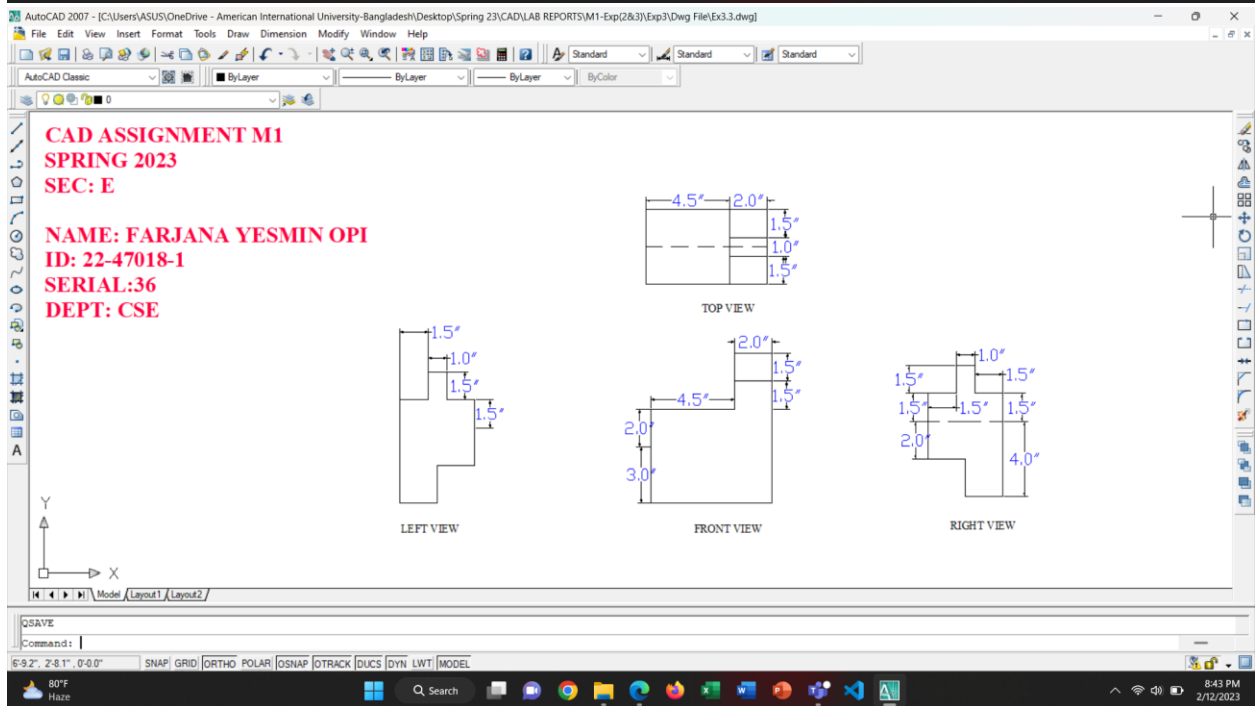 AutoCAD 2007 - [C:\Users\ASUS\OneDrive - American International University-Bangladesh\Desktop\Spring 23\CAD\LAB REPORTS\M1-Exp(2&3)\Exp3\Dwg File\Ex3.3.dwg]
File Edit View Insert Format Tools Draw Dimension Modify Window Help
Standard Standard Standard
AutoCAD Classic ByLayer ByLayer ByLayer ByColor
0
CAD ASSIGNMENT M1
SPRING 2023
SEC: E
NAME: FARJANA YESMIN OPI
ID: 22-47018-1
SERIAL:36
DEPT: CSE
4.5" 2.0"
1.5"
1.0"
1.5"
TOP VIEW
1.5"
1.0"
1.5"
1.5"
LEFT VIEW
2.0"
1.5"
4.5" 1.5"
2.0"
3.0"
FRONT VIEW
1.0"
1.5" 1.5"
1.5" 1.5" 1.5"
2.0"
4.0"
RIGHT VIEW
Y
X
Model Layout1 Layout2
QSAVE
Command:
6'-9.2", 2'-8.1", 0'-0.0" SNAP GRID ORTHO POLAR OSNAP OTRACK DUCS DYN LWT MODEL
80°F
Haze
Search
8:43 PM
2/12/2023